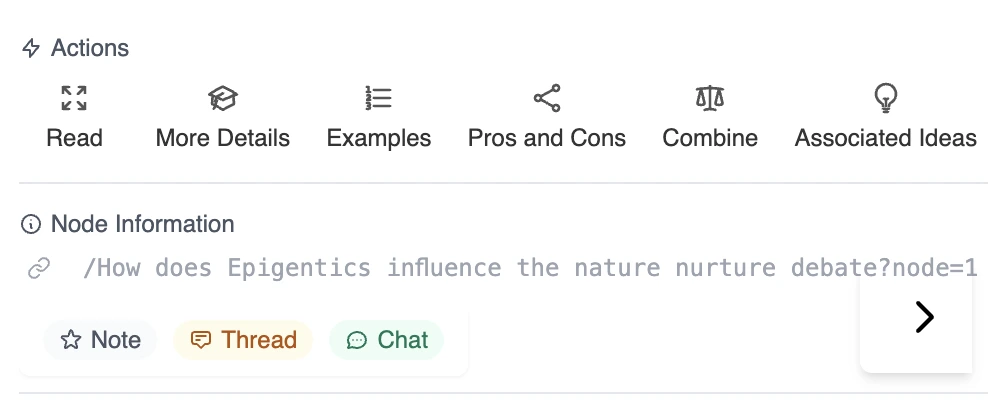 Actions
Read More Details Examples Pros and Cons Combine Associated Ideas
Node Information
/How does Epigentics influence the nature nurture debate?node=1
Note Thread Chat